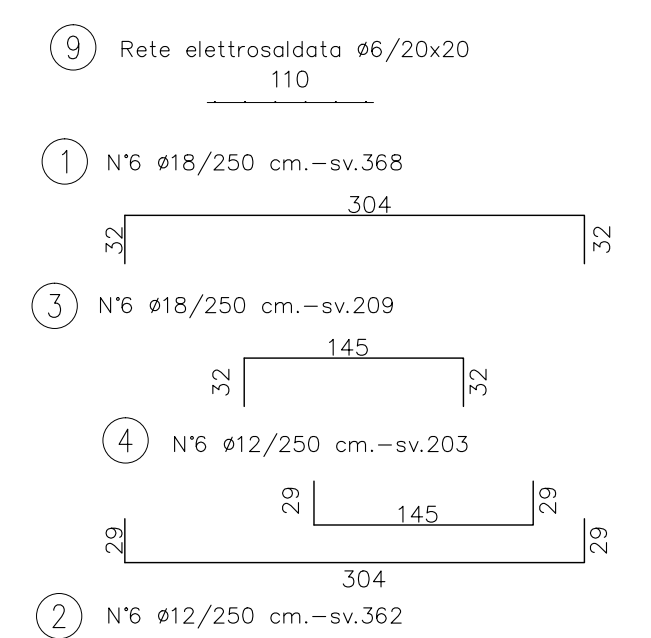 9 Rete elettrosaldata ø6/20x20
110
1 N°6 ø18/250 cm.-sv.368
304
32 32
3 N°6 ø18/250 cm.-sv.209
145
32 32
4 N°6 ø12/250 cm.-sv.203
29 145 29
29 304 29
2 N°6 ø12/250 cm.-sv.362